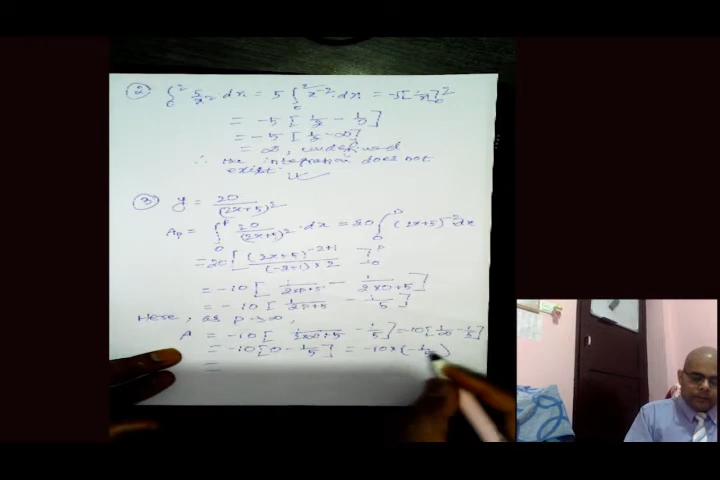 ② ∫₀² 5/x² · dx = 5 ∫₀² x⁻² · dx = -5[1/x]₀²
= -5 [ 1/2 - 1/0 ]
= -5 [ 1/2 - ∞ ]
= ∞, undefined
∴ the integration does not
exist.
③ y = 20/(2x+5)²
Ap = ∫₀ᴾ 20/(2x+5)² · dx = 20 ∫₀ᴾ (2x+5)⁻² dx
= 20 [ (2x+5)⁻²⁺¹ / (-2+1)×2 ]₀ᴾ
= -10 [ 1/2p+5 - 1/2×0+5 ]
= -10 [ 1/2p+5 - 1/5 ]
Here, as p→∞,
A = -10 [ 1/2×∞+5 - 1/5 ] = -10 [ 1/∞ - 1/5 ]
= -10 [ 0 - 1/5 ] = -10 × (-1/5)
=